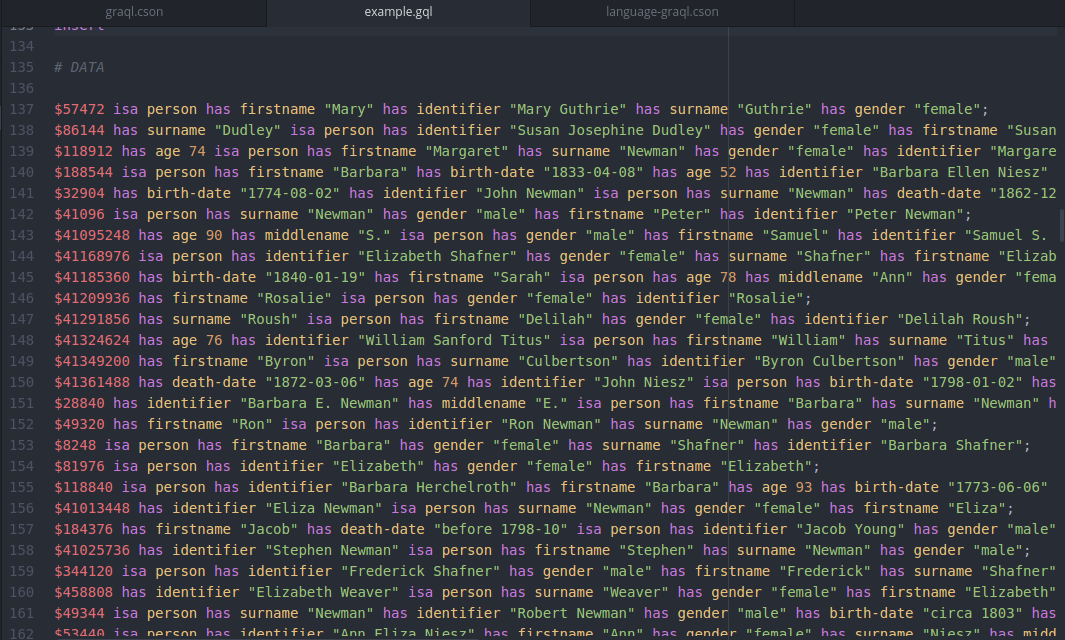 graql.cson example.gql language-graql.cson
133 insert
134
135 # DATA
136
137 $57472 isa person has firstname "Mary" has identifier "Mary Guthrie" has surname "Guthrie" has gender "female";
138 $86144 has surname "Dudley" isa person has identifier "Susan Josephine Dudley" has gender "female" has firstname "Susan
139 $118912 has age 74 isa person has firstname "Margaret" has surname "Newman" has gender "female" has identifier "Margare
140 $188544 isa person has firstname "Barbara" has birth-date "1833-04-08" has age 52 has identifier "Barbara Ellen Niesz"
141 $32904 has birth-date "1774-08-02" has identifier "John Newman" isa person has surname "Newman" has death-date "1862-12
142 $41096 isa person has surname "Newman" has gender "male" has firstname "Peter" has identifier "Peter Newman";
143 $41095248 has age 90 has middlename "S." isa person has gender "male" has firstname "Samuel" has identifier "Samuel S.
144 $41168976 isa person has identifier "Elizabeth Shafner" has gender "female" has surname "Shafner" has firstname "Elizab
145 $41185360 has birth-date "1840-01-19" has firstname "Sarah" isa person has age 78 has middlename "Ann" has gender "fema
146 $41209936 has firstname "Rosalie" isa person has gender "female" has identifier "Rosalie";
147 $41291856 has surname "Roush" isa person has firstname "Delilah" has gender "female" has identifier "Delilah Roush";
148 $41324624 has age 76 has identifier "William Sanford Titus" isa person has firstname "William" has surname "Titus" has
149 $41349200 has firstname "Byron" isa person has surname "Culbertson" has identifier "Byron Culbertson" has gender "male"
150 $41361488 has death-date "1872-03-06" has age 74 has identifier "John Niesz" isa person has birth-date "1798-01-02" has
151 $28840 has identifier "Barbara E. Newman" has middlename "E." isa person has firstname "Barbara" has surname "Newman" h
152 $49320 has firstname "Ron" isa person has identifier "Ron Newman" has surname "Newman" has gender "male";
153 $8248 isa person has firstname "Barbara" has gender "female" has surname "Shafner" has identifier "Barbara Shafner";
154 $81976 isa person has identifier "Elizabeth" has gender "female" has firstname "Elizabeth";
155 $118840 isa person has identifier "Barbara Herchelroth" has firstname "Barbara" has age 93 has birth-date "1773-06-06"
156 $41013448 has identifier "Eliza Newman" isa person has surname "Newman" has gender "female" has firstname "Eliza";
157 $184376 has firstname "Jacob" has death-date "before 1798-10" isa person has identifier "Jacob Young" has gender "male"
158 $41025736 has identifier "Stephen Newman" isa person has firstname "Stephen" has surname "Newman" has gender "male";
159 $344120 isa person has identifier "Frederick Shafner" has gender "male" has firstname "Frederick" has surname "Shafner"
160 $458808 has identifier "Elizabeth Weaver" isa person has surname "Weaver" has gender "female" has firstname "Elizabeth"
161 $49344 isa person has surname "Newman" has identifier "Robert Newman" has gender "male" has birth-date "circa 1803" has
162 $53440 isa person has identifier "Ann Eliza Niesz" has firstname "Ann" has gender "female" has surname "Niesz" has midd